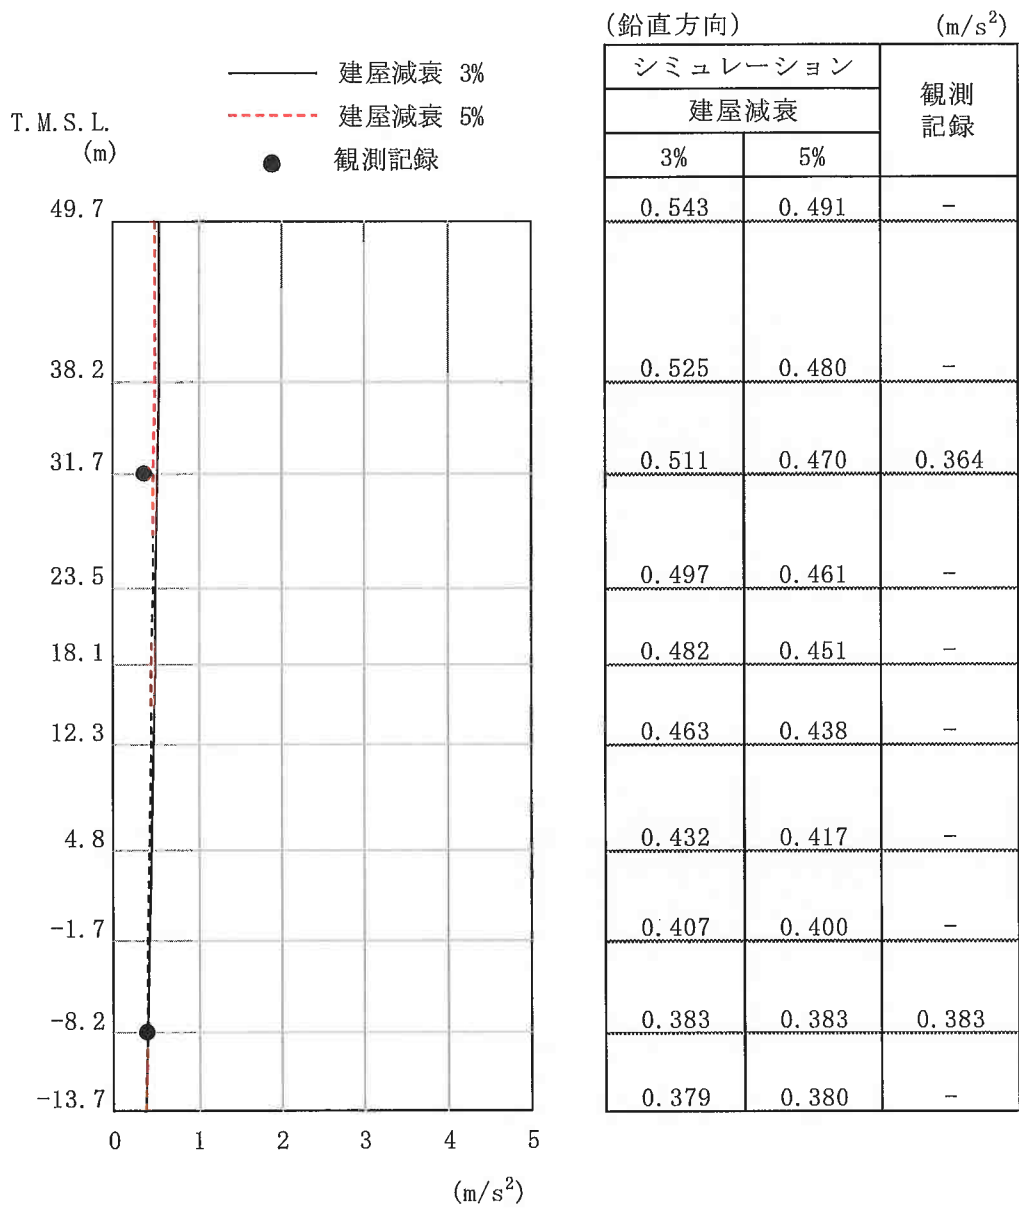 建屋減衰 3%
建屋減衰 5%
観測記録
T.M.S.L.
(m)
49.7
38.2
31.7
23.5
18.1
12.3
4.8
-1.7
-8.2
-13.7
0 1 2 3 4 5
(m/s²)
(鉛直方向) (m/s²)
シミュレーション
観測
記録
建屋減衰
3% 5%
0.543 0.491 -
0.525 0.480 -
0.511 0.470 0.364
0.497 0.461 -
0.482 0.451 -
0.463 0.438 -
0.432 0.417 -
0.407 0.400 -
0.383 0.383 0.383
0.379 0.380 -